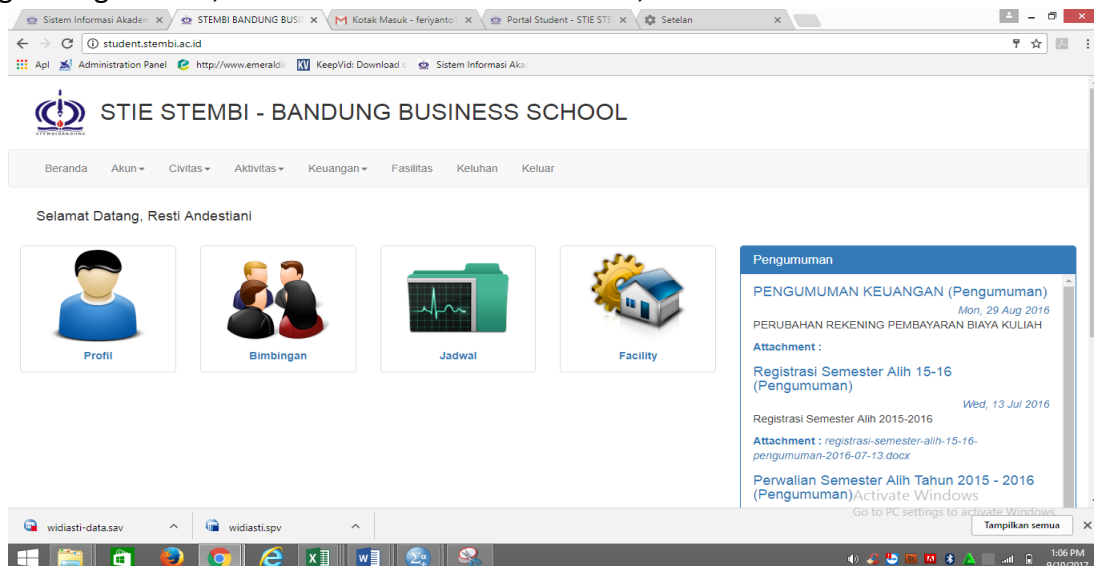 Sistem Informasi Akaden
STEMBI BANDUNG BUSI
Kotak Masuk - feriyanto
Portal Student - STIE STE
Setelan
student.stembi.ac.id
Apl
Administration Panel
http://www.emeraldin
KeepVid: Download
Sistem Informasi Aka
STIE STEMBI - BANDUNG BUSINESS SCHOOL
Beranda Akun Civitas Aktivitas Keuangan Fasilitas Keluhan Keluar
Selamat Datang, Resti Andestiani
Profil
Bimbingan
Jadwal
Facility
Pengumuman
PENGUMUMAN KEUANGAN (Pengumuman)
Mon, 29 Aug 2016
PERUBAHAN REKENING PEMBAYARAN BIAYA KULIAH
Attachment :
Registrasi Semester Alih 15-16
(Pengumuman)
Wed, 13 Jul 2016
Registrasi Semester Alih 2015-2016
Attachment : registrasi-semester-alih-15-16-
pengumuman-2016-07-13.docx
Perwalian Semester Alih Tahun 2015 - 2016
(Pengumuman)
Activate Windows
Go to PC settings to activate Windows.
widiasti-data.sav
widiasti.spv
Tampilkan semua
1:06 PM
9/10/2017